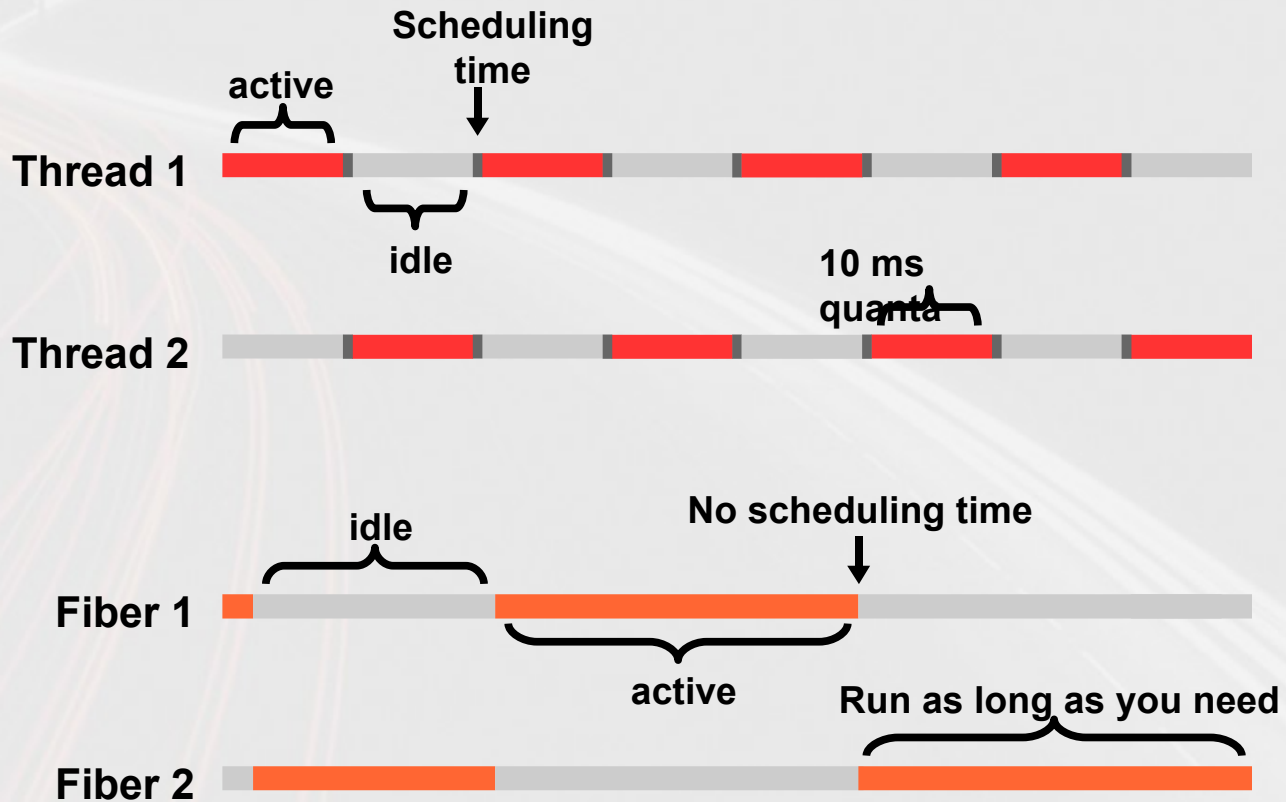 Scheduling
time
active
Thread 1
idle
10 ms
quanta
Thread 2
No scheduling time
idle
Fiber 1
active
Run as long as you need
Fiber 2